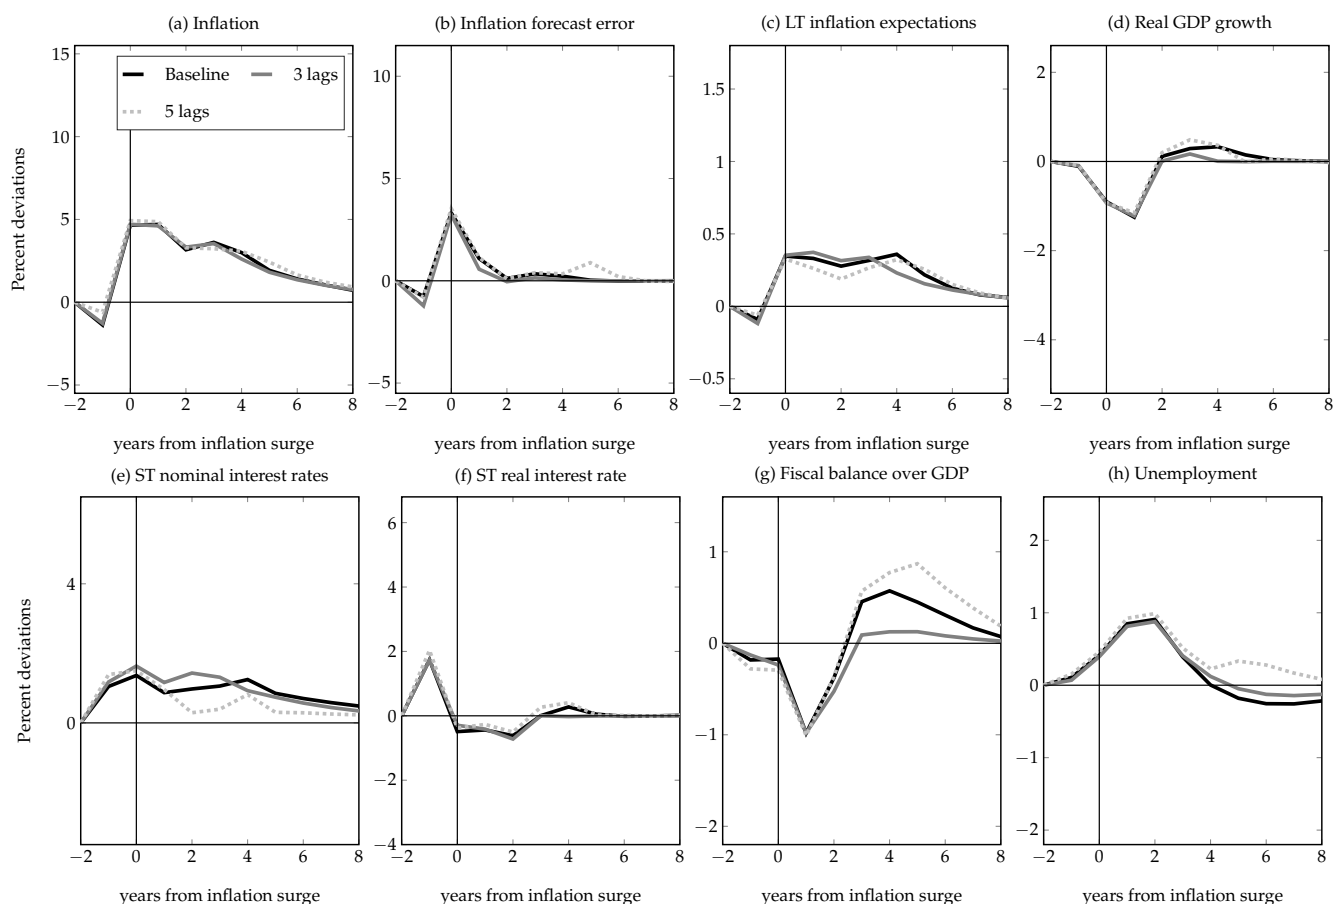 (a) Inflation
(b) Inflation forecast error
(c) LT inflation expectations
(d) Real GDP growth
Percent deviations
15
10
5
0
−5
Baseline
3 lags
5 lags
−2 0 2 4 6 8
years from inflation surge
10
5
0
−5
−2 0 2 4 6 8
years from inflation surge
1.5
1
0.5
0
−0.5
−2 0 2 4 6 8
years from inflation surge
2
0
−2
−4
−2 0 2 4 6 8
years from inflation surge
(e) ST nominal interest rates
(f) ST real interest rate
(g) Fiscal balance over GDP
(h) Unemployment
Percent deviations
4
0
−2 0 2 4 6 8
years from inflation surge
6
4
2
0
−2
−4
−2 0 2 4 6 8
years from inflation surge
1
0
−1
−2
−2 0 2 4 6 8
years from inflation surge
2
1
0
−1
−2
−2 0 2 4 6 8
years from inflation surge